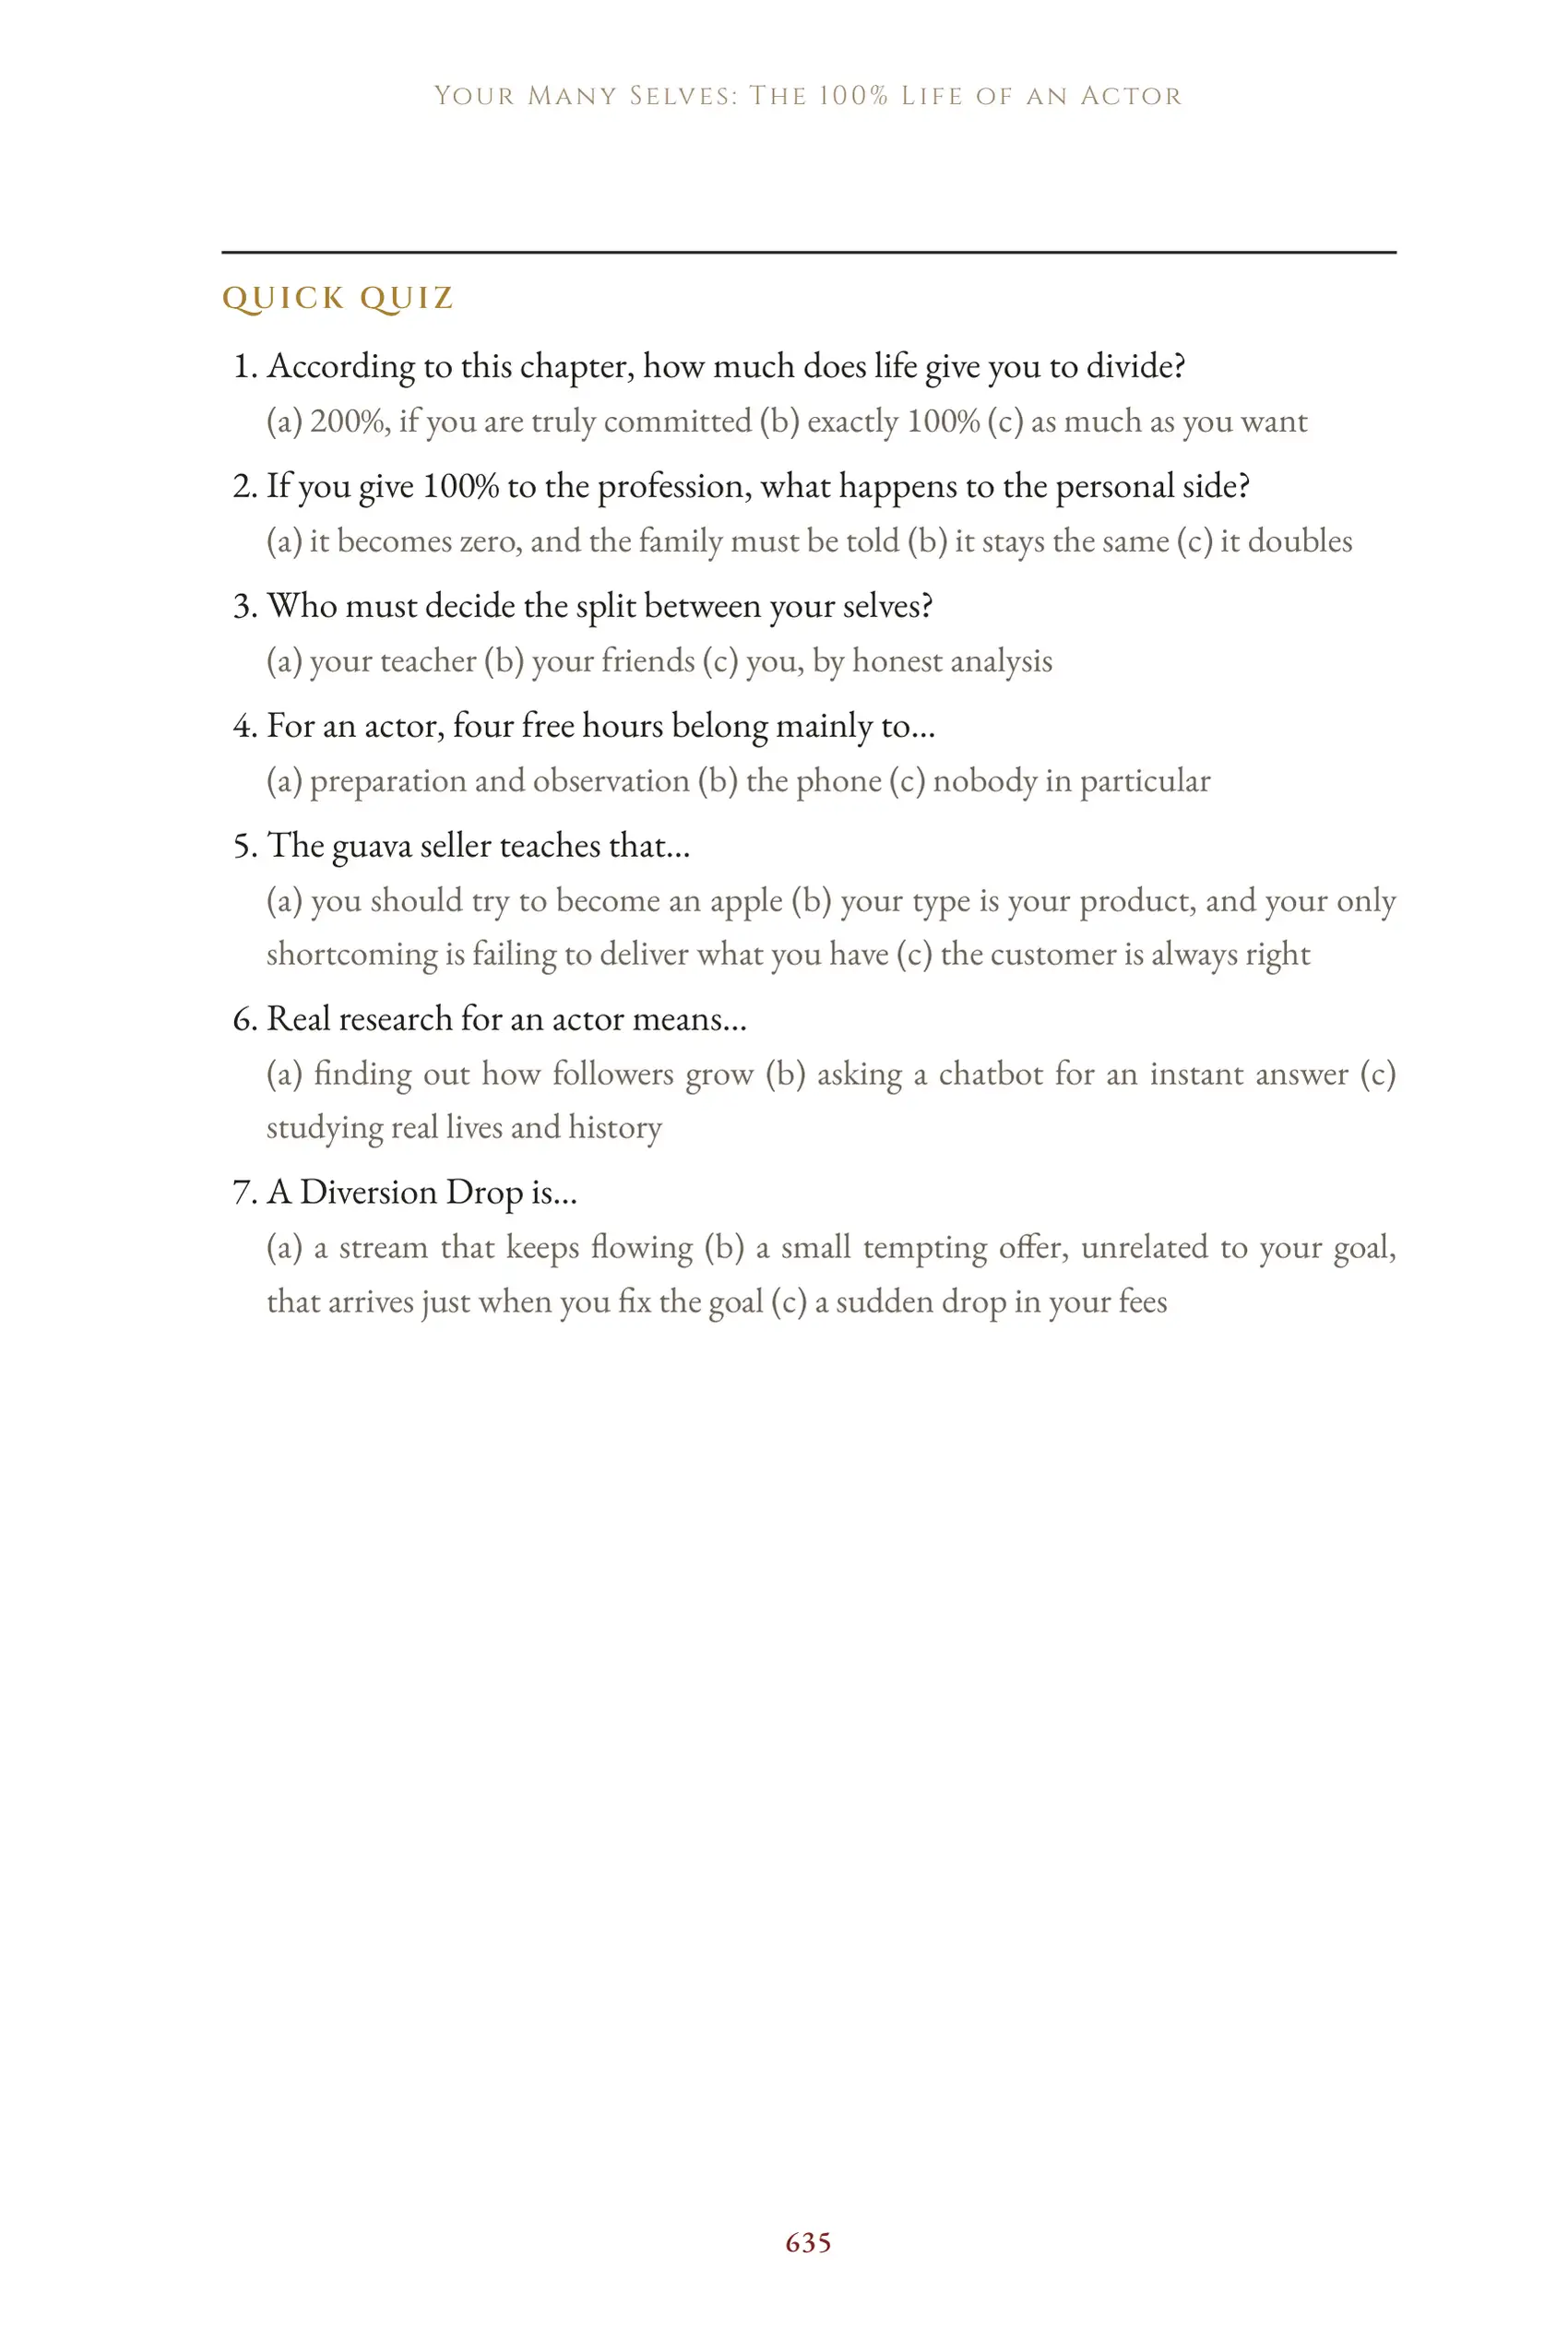 Your Many Selves: The 100% Life of an Actor
QUICK QUIZ
1. According to this chapter, how much does life give you to divide?
(a) 200%, if you are truly committed (b) exactly 100% (c) as much as you want
2. If you give 100% to the profession, what happens to the personal side?
(a) it becomes zero, and the family must be told (b) it stays the same (c) it doubles
3. Who must decide the split between your selves?
(a) your teacher (b) your friends (c) you, by honest analysis
4. For an actor, four free hours belong mainly to...
(a) preparation and observation (b) the phone (c) nobody in particular
5. The guava seller teaches that...
(a) you should try to become an apple (b) your type is your product, and your only
shortcoming is failing to deliver what you have (c) the customer is always right
6. Real research for an actor means...
(a) finding out how followers grow (b) asking a chatbot for an instant answer (c)
studying real lives and history
7. A Diversion Drop is...
(a) a stream that keeps flowing (b) a small tempting offer, unrelated to your goal,
that arrives just when you fix the goal (c) a sudden drop in your fees
635